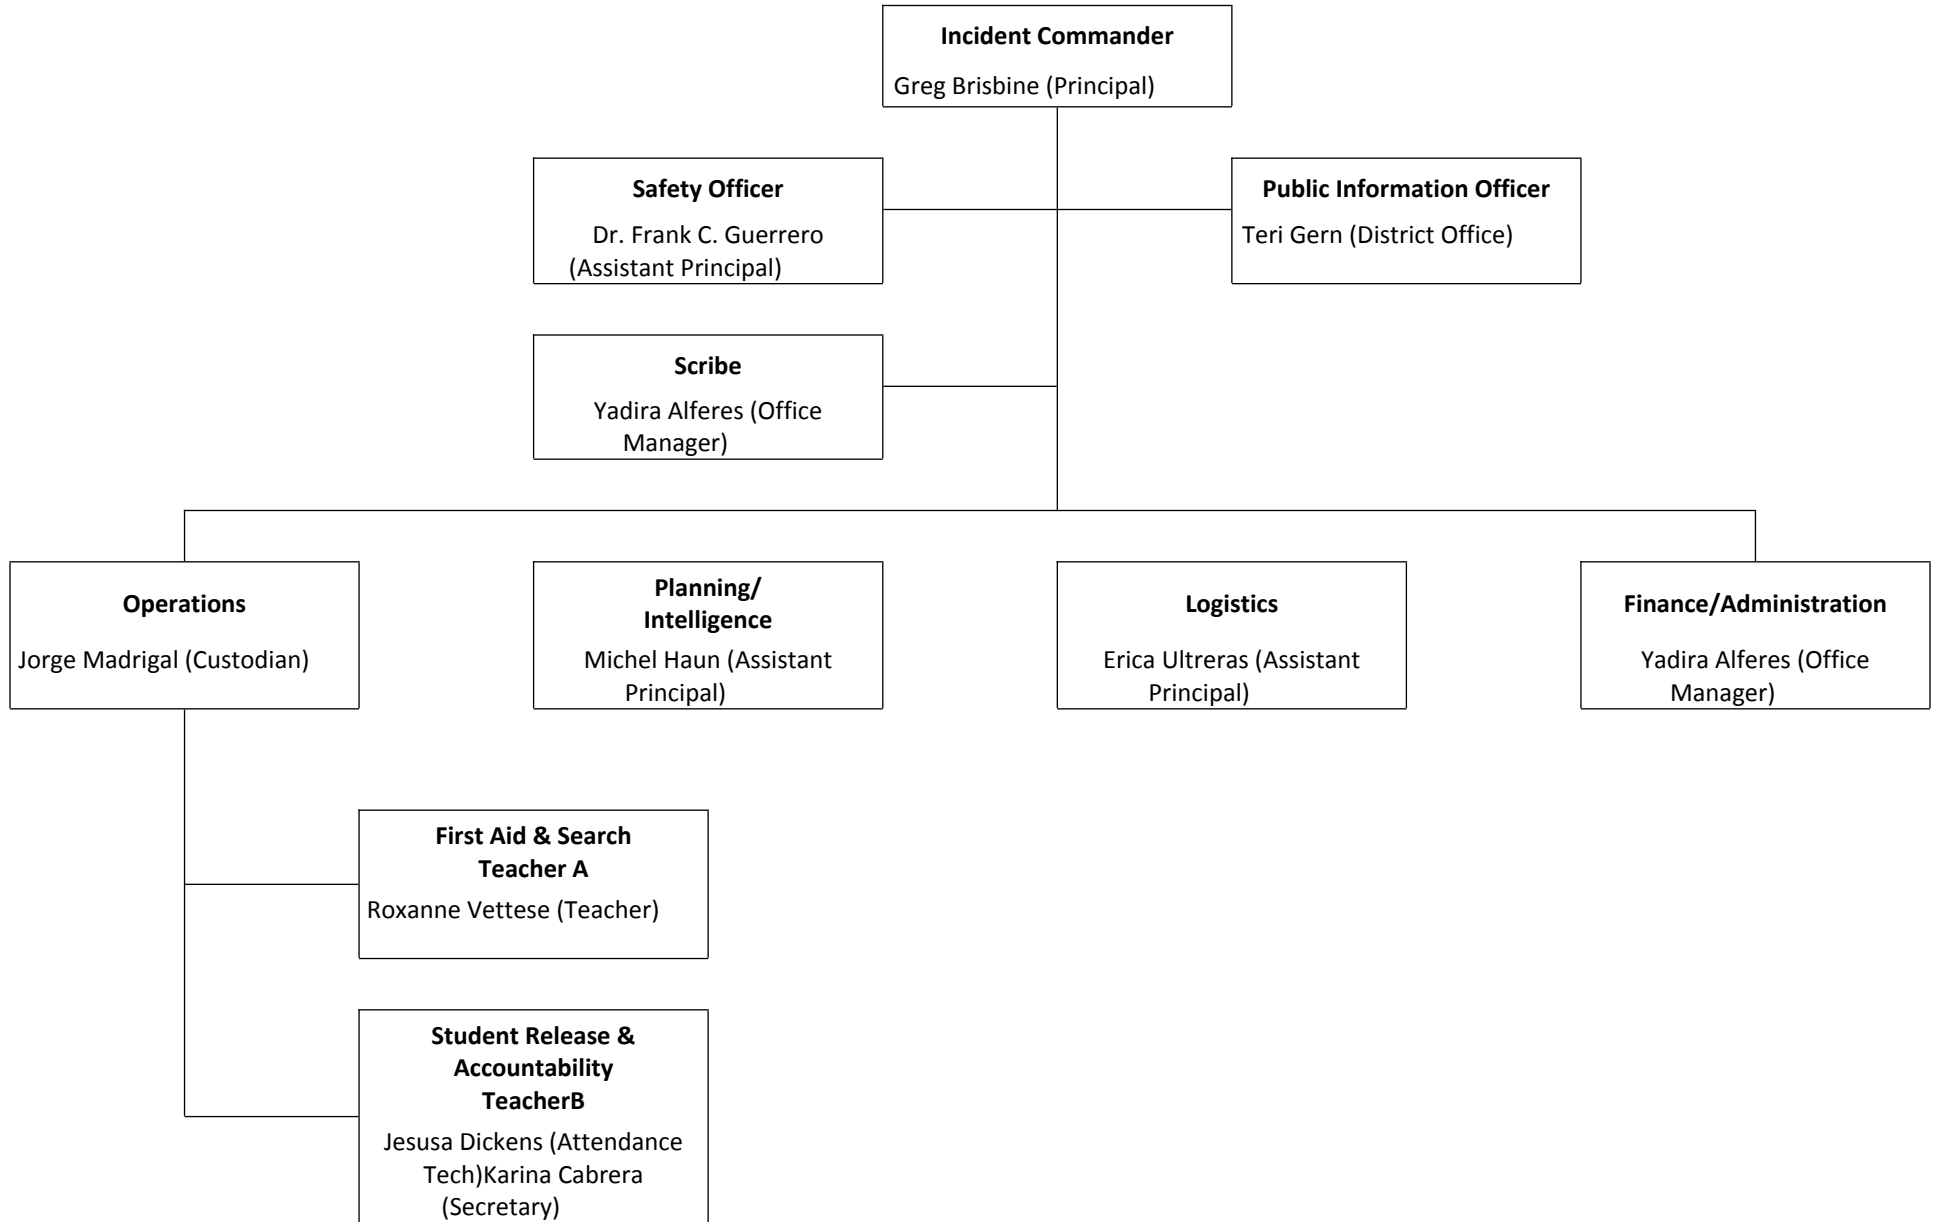 Incident Commander
Greg Brisbine (Principal)
Safety Officer
Dr. Frank C. Guerrero
(Assistant Principal)
Public Information Officer
Teri Gern (District Office)
Scribe
Yadira Alferes (Office
Manager)
Operations
Jorge Madrigal (Custodian)
Planning/
Intelligence
Michel Haun (Assistant
Principal)
Logistics
Erica Ultreras (Assistant
Principal)
Finance/Administration
Yadira Alferes (Office
Manager)
First Aid & Search
Teacher A
Roxanne Vettese (Teacher)
Student Release &
Accountability
TeacherB
Jesusa Dickens (Attendance
Tech)Karina Cabrera
(Secretary)